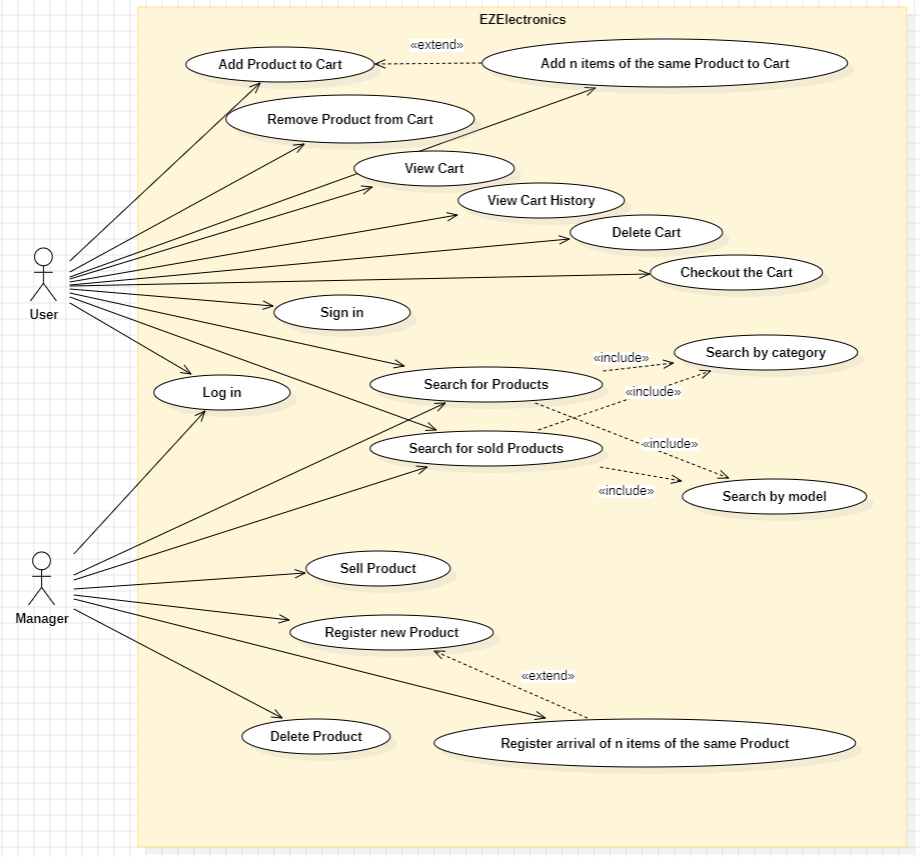 EZElectronics
«extend»
Add Product to Cart
Add n items of the same Product to Cart
Remove Product from Cart
View Cart
View Cart History
Delete Cart
Checkout the Cart
User
Sign in
Search by category
«include»
Search for Products
Log in
«include»
«include»
Search for sold Products
«include»
Search by model
Sell Product
Manager
Register new Product
«extend»
Delete Product
Register arrival of n items of the same Product